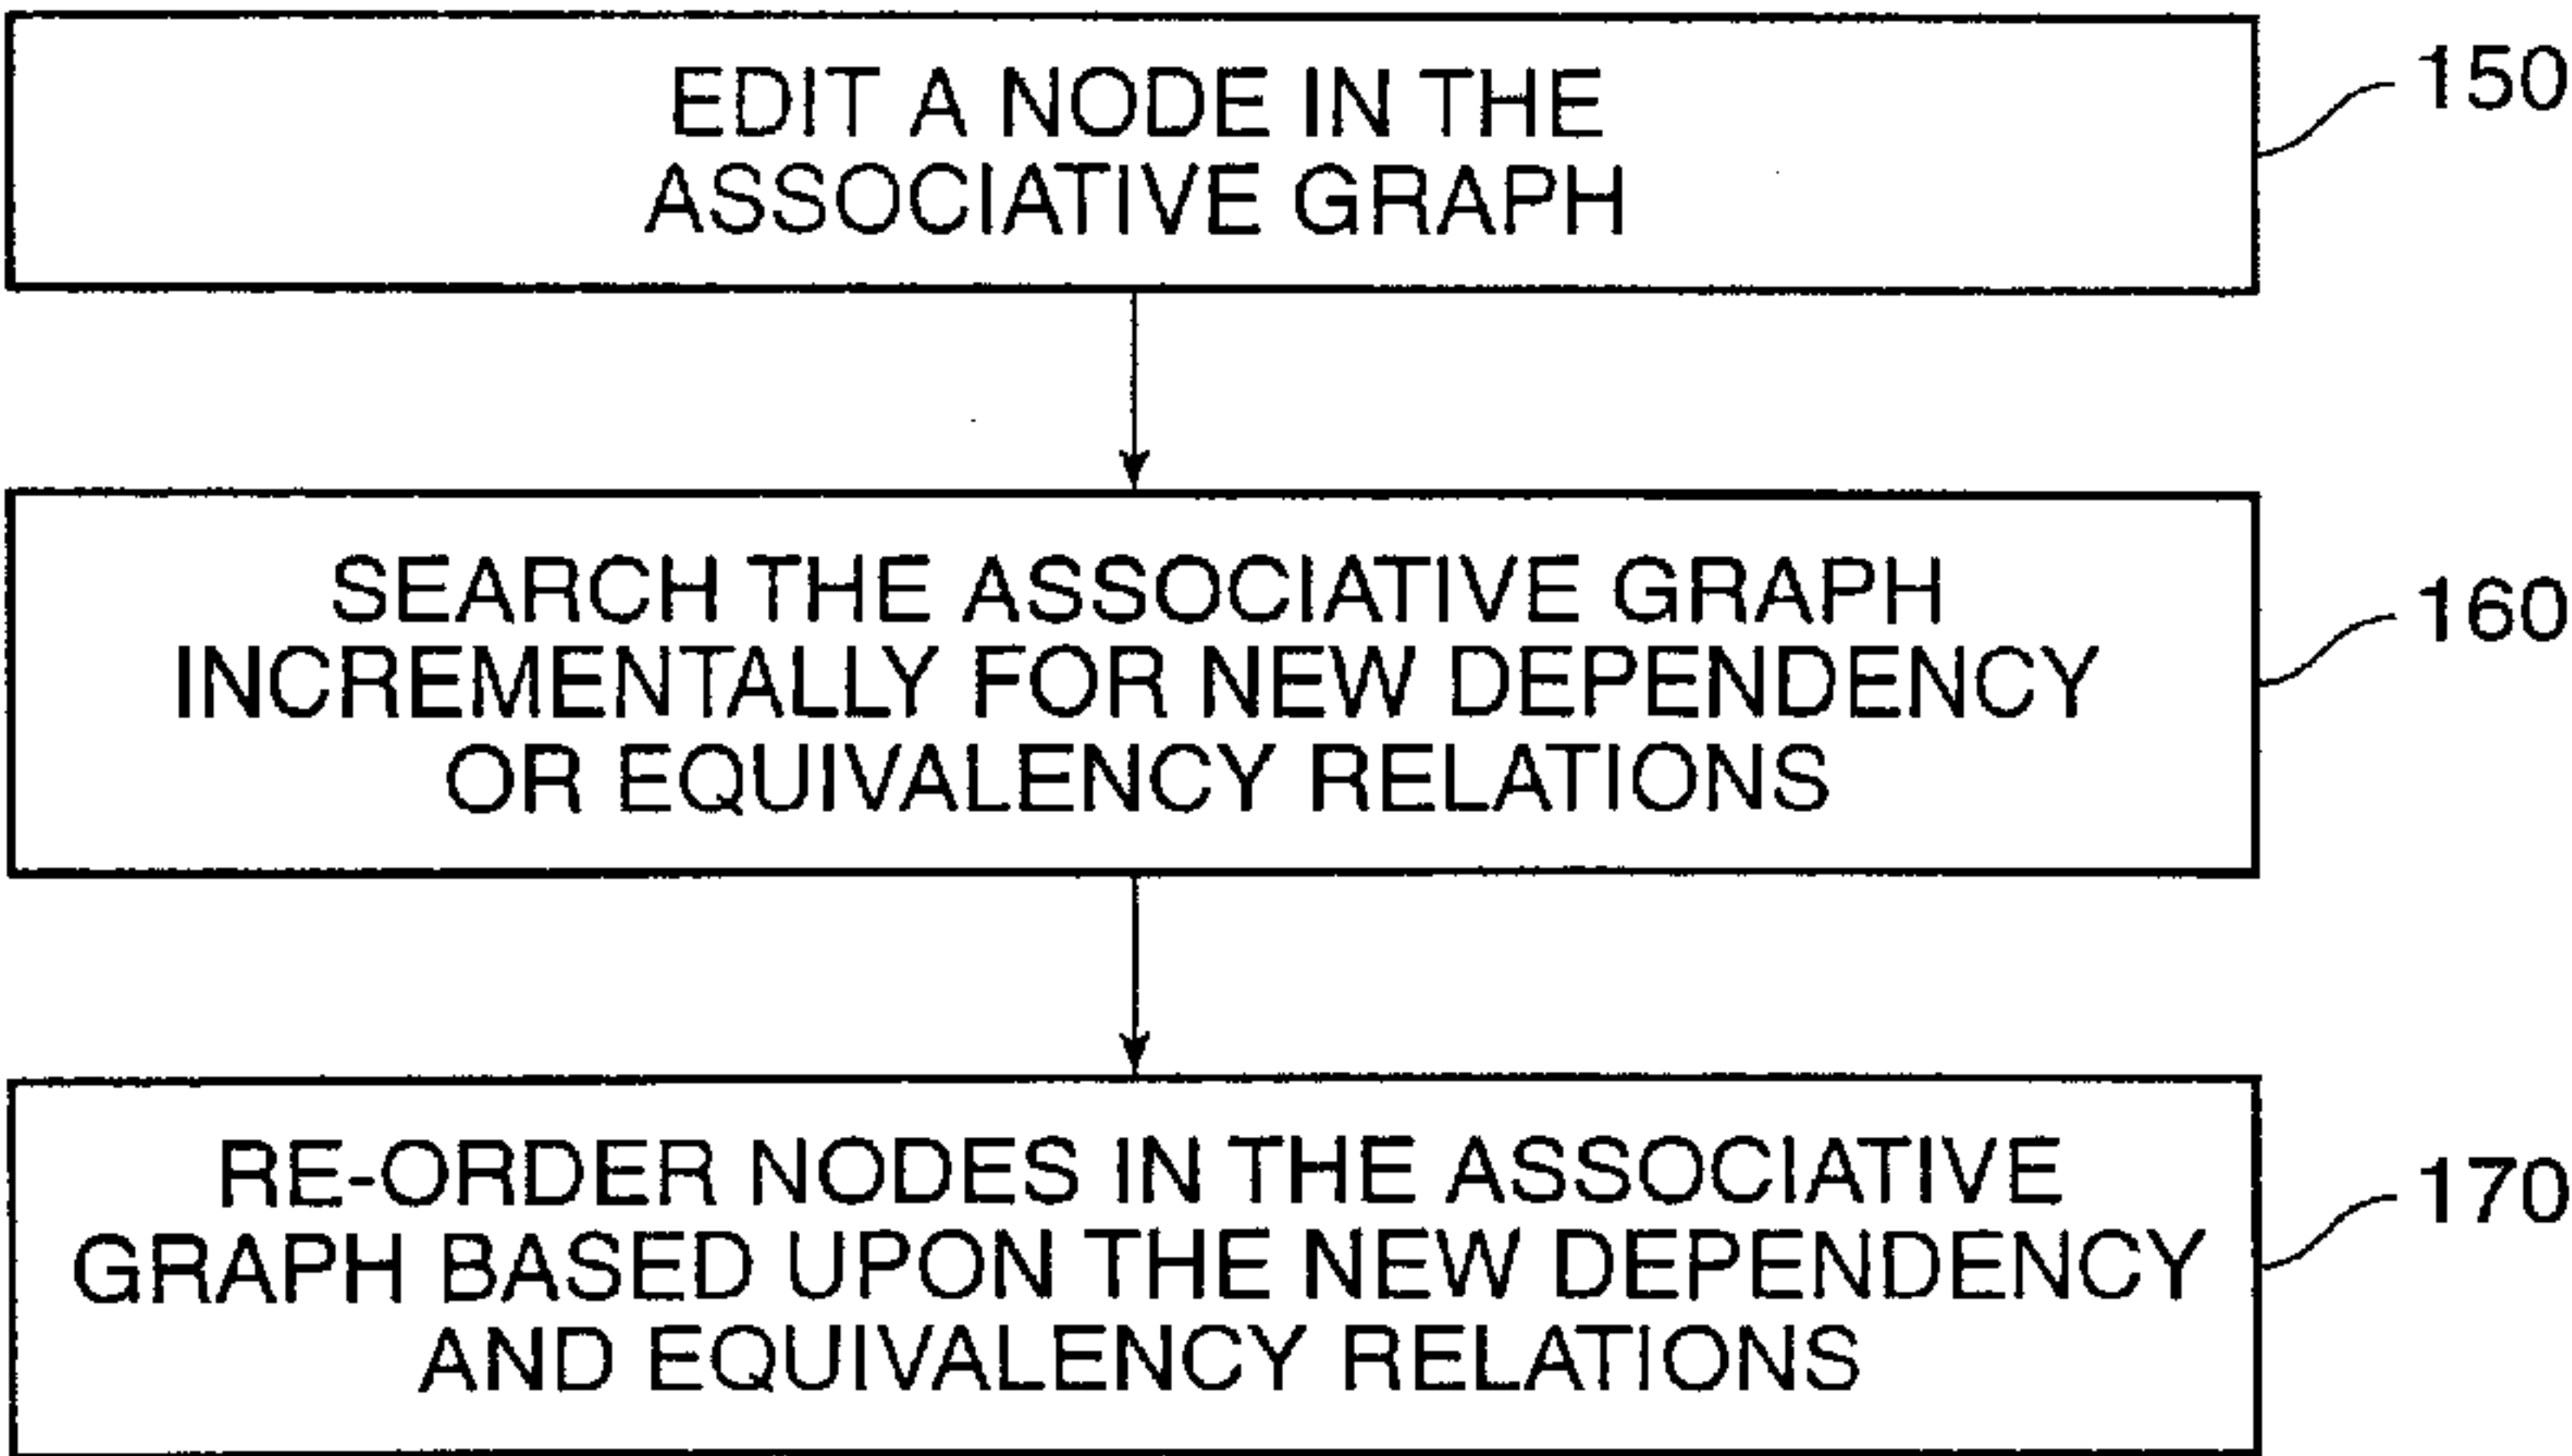 EDIT A NODE IN THE
ASSOCIATIVE GRAPH
150
SEARCH THE ASSOCIATIVE GRAPH
INCREMENTALLY FOR NEW DEPENDENCY
OR EQUIVALENCY RELATIONS
160
RE-ORDER NODES IN THE ASSOCIATIVE
GRAPH BASED UPON THE NEW DEPENDENCY
AND EQUIVALENCY RELATIONS
170